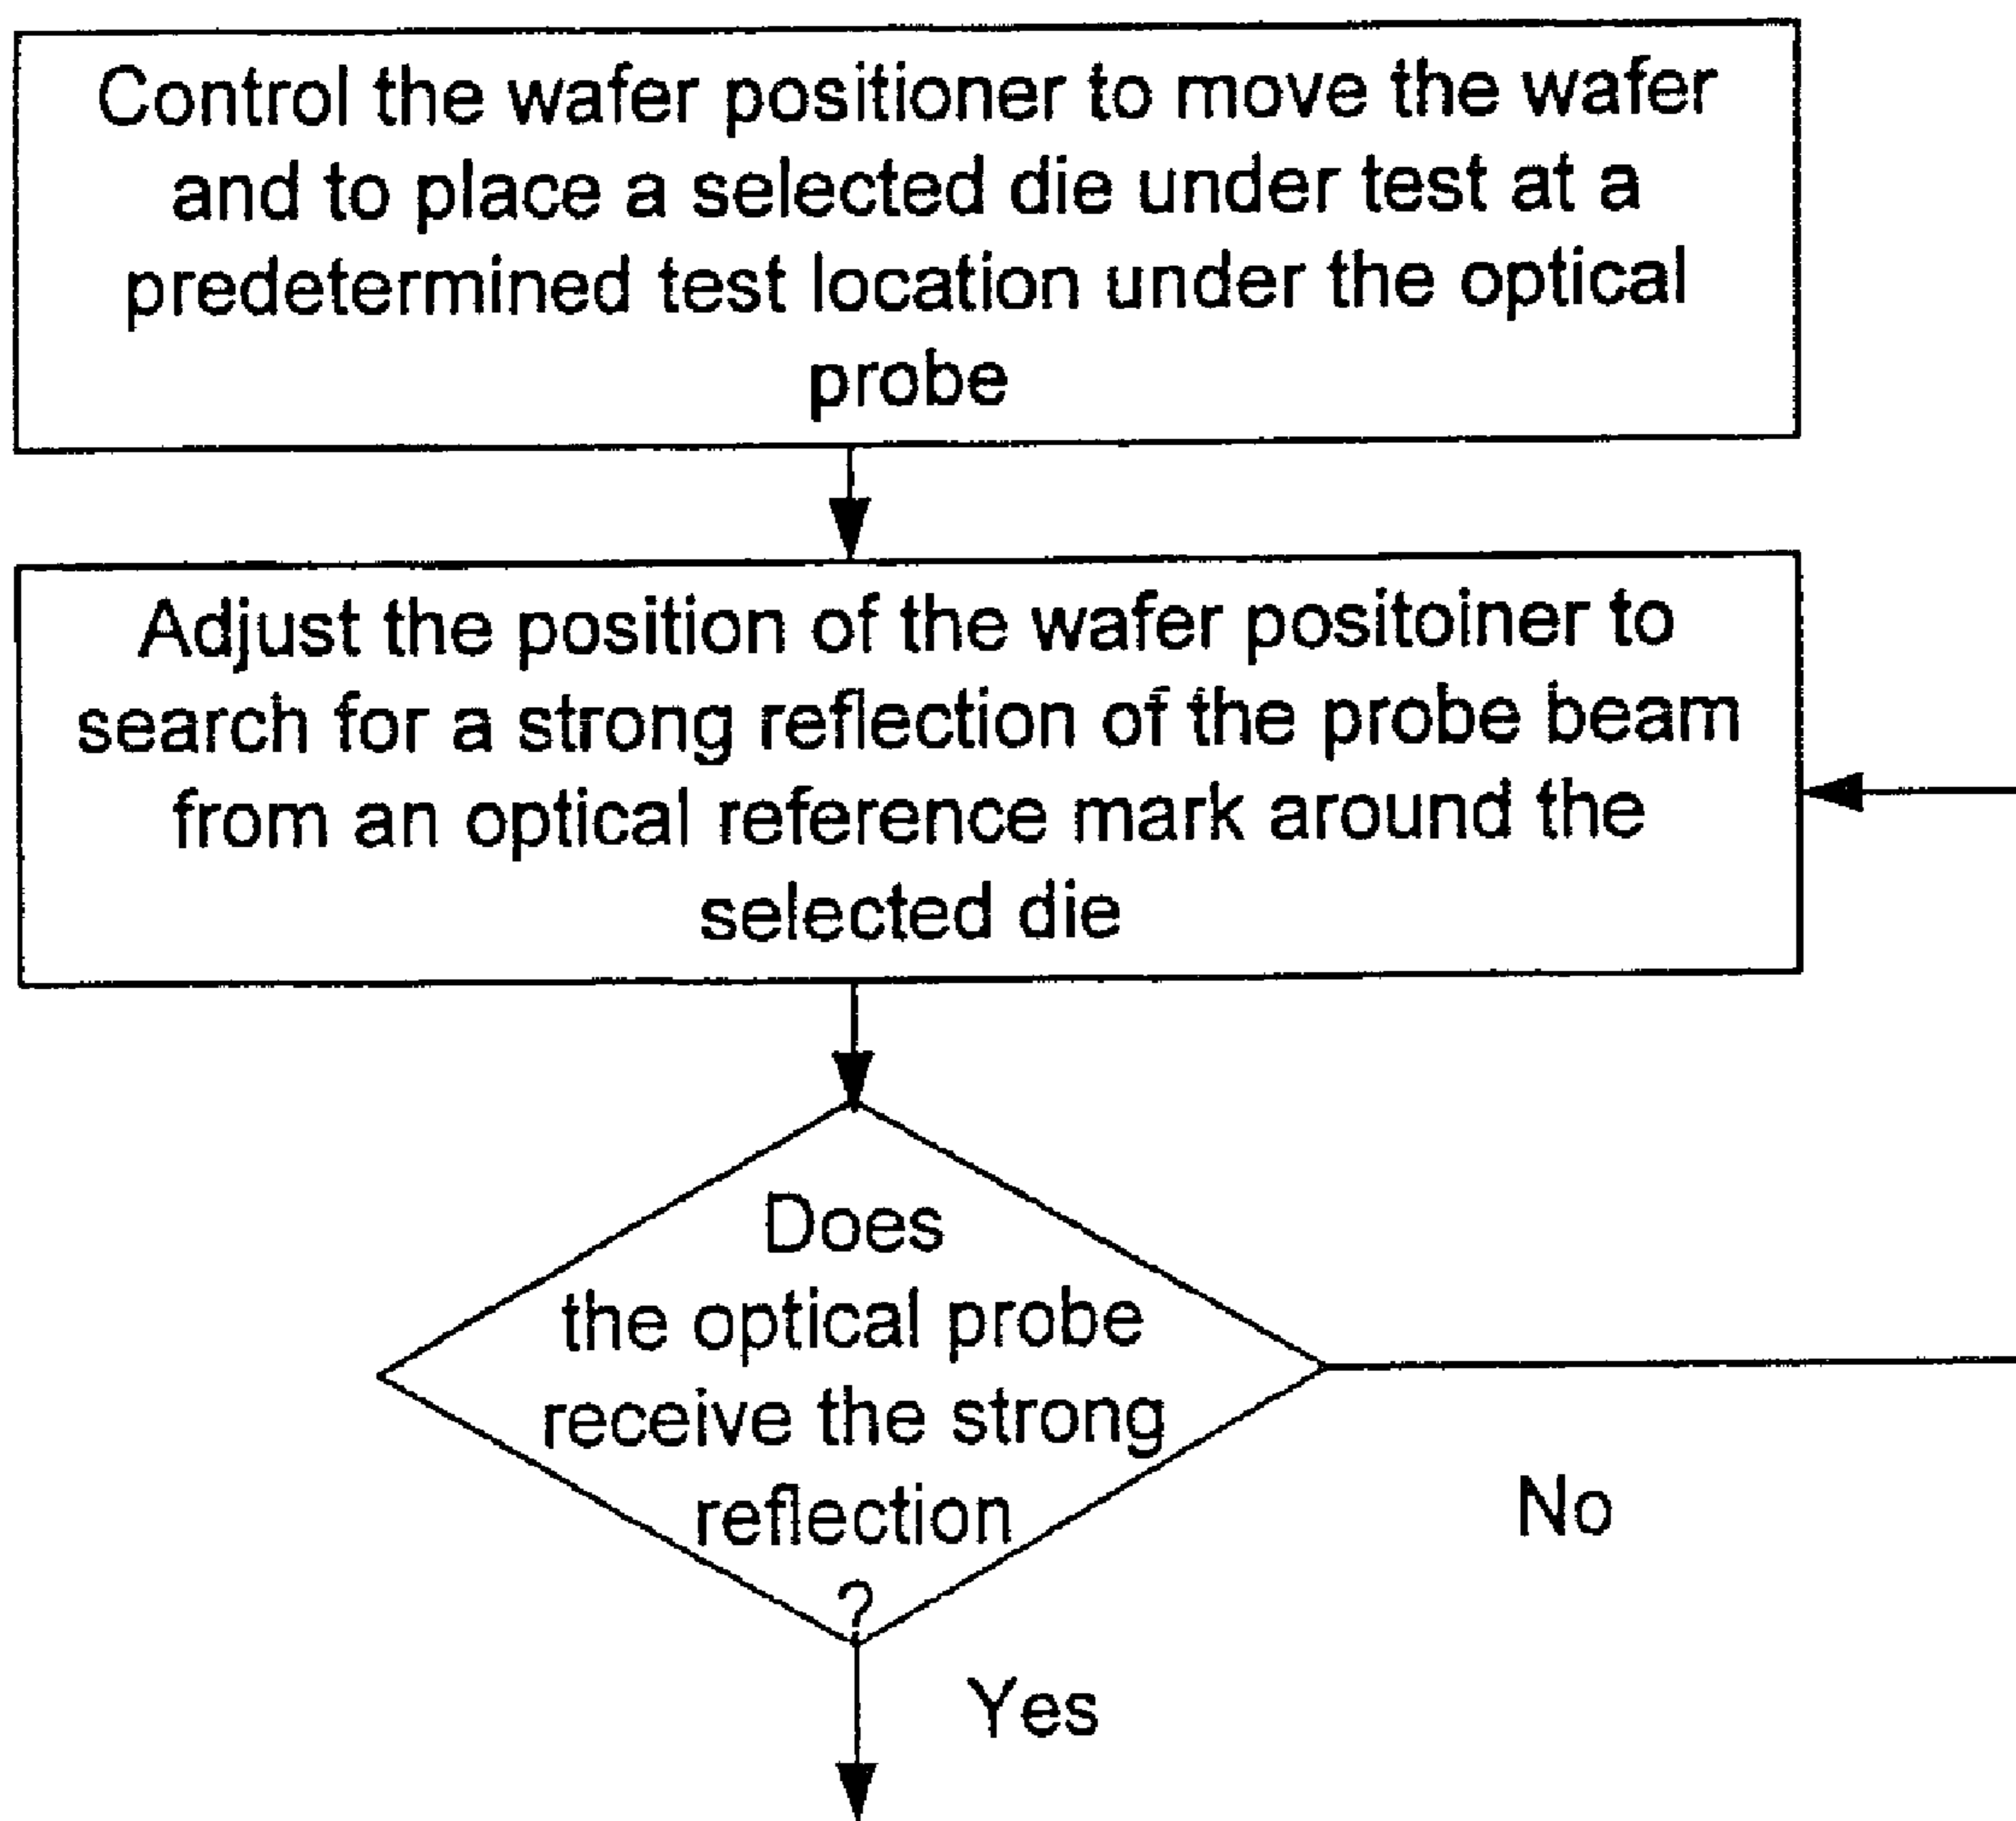 Control the wafer positioner to move the wafer
and to place a selected die under test at a
predetermined test location under the optical
probe
Adjust the position of the wafer positoiner to
search for a strong reflection of the probe beam
from an optical reference mark around the
selected die
Does
the optical probe
receive the strong
reflection
?
No
Yes